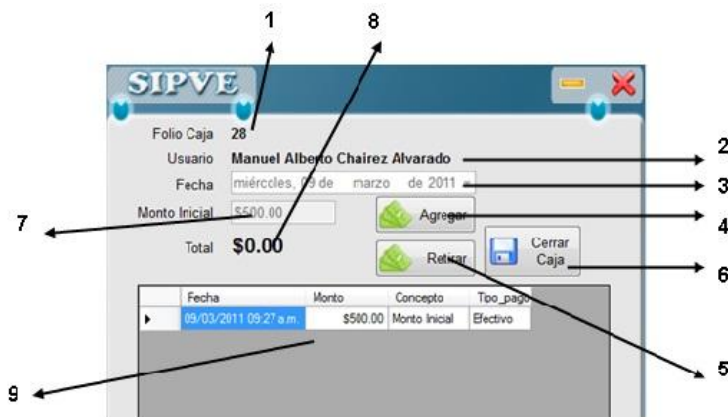 1
8
SIPVE
Folio Caja 28
Usuario Manuel Alberto Chairez Alvarado
2
Fecha miércoles, 09 de marzo de 2011
3
7
Monto Inicial $500.00 Agregar
4
Total $0.00
Retirar Cerrar Caja
6
Fecha Monto Concepto Tipo_pago
09/03/2011 09:27 a.m. $500.00 Monto Inicial Efectivo
5
9